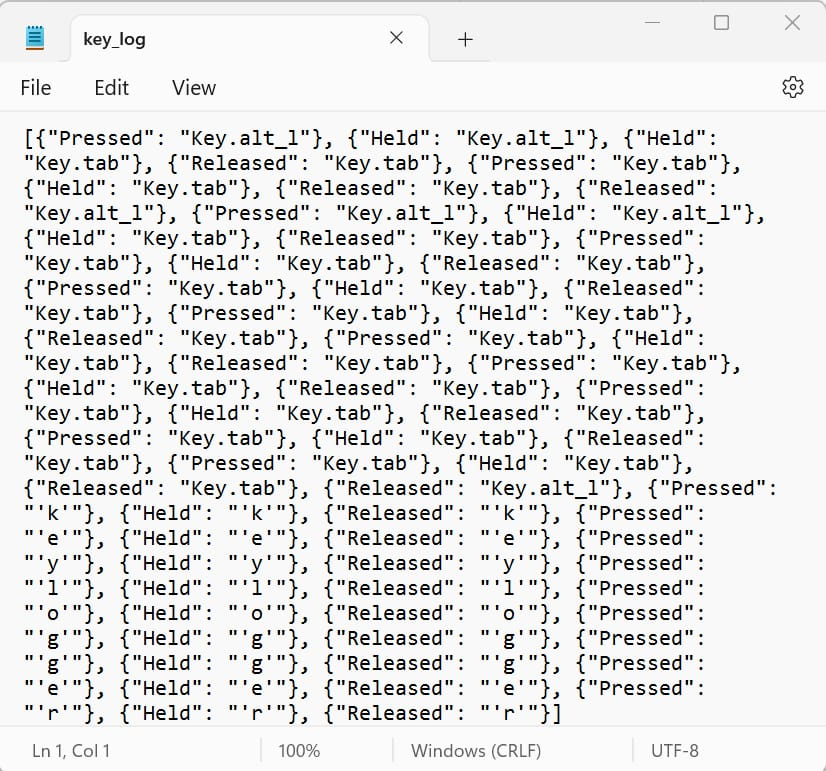 key_log
File Edit View
[{"Pressed": "Key.alt_l"}, {"Held": "Key.alt_l"}, {"Held":
"Key.tab"}, {"Released": "Key.tab"}, {"Pressed": "Key.tab"},
{"Held": "Key.tab"}, {"Released": "Key.tab"}, {"Released":
"Key.alt_l"}, {"Pressed": "Key.alt_l"}, {"Held": "Key.alt_l"},
{"Held": "Key.tab"}, {"Released": "Key.tab"}, {"Pressed":
"Key.tab"}, {"Held": "Key.tab"}, {"Released": "Key.tab"},
{"Pressed": "Key.tab"}, {"Held": "Key.tab"}, {"Released":
"Key.tab"}, {"Pressed": "Key.tab"}, {"Held": "Key.tab"},
{"Released": "Key.tab"}, {"Pressed": "Key.tab"}, {"Held":
"Key.tab"}, {"Released": "Key.tab"}, {"Pressed": "Key.tab"},
{"Held": "Key.tab"}, {"Released": "Key.tab"}, {"Pressed":
"Key.tab"}, {"Held": "Key.tab"}, {"Released": "Key.tab"},
{"Pressed": "Key.tab"}, {"Held": "Key.tab"}, {"Released":
"Key.tab"}, {"Pressed": "Key.tab"}, {"Held": "Key.tab"},
{"Released": "Key.tab"}, {"Released": "Key.alt_l"}, {"Pressed":
"'k'"}, {"Held": "'k'"}, {"Released": "'k'"}, {"Pressed":
"'e'"}, {"Held": "'e'"}, {"Released": "'e'"}, {"Pressed":
"'y'"}, {"Held": "'y'"}, {"Released": "'y'"}, {"Pressed":
"'l'"}, {"Held": "'l'"}, {"Released": "'l'"}, {"Pressed":
"'o'"}, {"Held": "'o'"}, {"Released": "'o'"}, {"Pressed":
"'g'"}, {"Held": "'g'"}, {"Released": "'g'"}, {"Pressed":
"'g'"}, {"Held": "'g'"}, {"Released": "'g'"}, {"Pressed":
"'e'"}, {"Held": "'e'"}, {"Released": "'e'"}, {"Pressed":
"'r'"}, {"Held": "'r'"}, {"Released": "'r'"}]
Ln 1, Col 1 100% Windows (CRLF) UTF-8